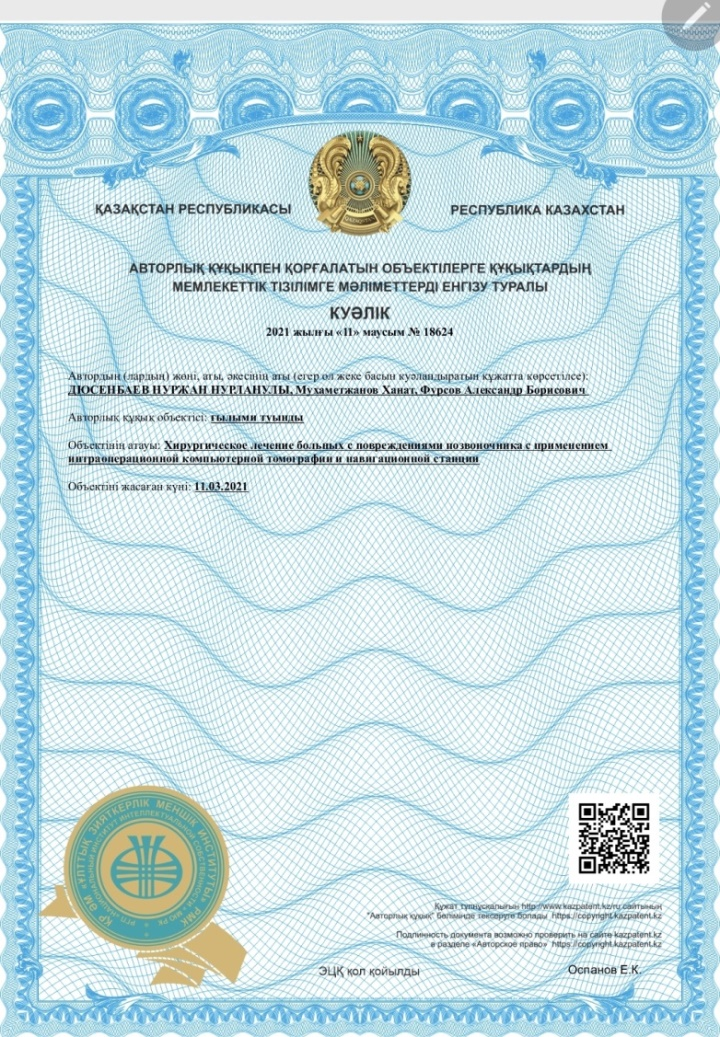 ҚАЗАҚСТАН РЕСПУБЛИКАСЫ
РЕСПУБЛИКА КАЗАХСТАН
АВТОРЛЫҚ ҚҰҚЫҚПЕН ҚОРҒАЛАТЫН ОБЪЕКТІЛЕРГЕ ҚҰҚЫҚТАРДЫҢ
МЕМЛЕКЕТТІК ТІЗІЛІМГЕ МӘЛІМЕТТЕРДІ ЕНГІЗУ ТУРАЛЫ
КУӘЛІК
2021 жылғы «11» маусым № 18624
Автордың (лардың) жөні, аты, әкесінің аты (егер ол жеке басын куәландыратын құжатта көрсетілсе):
ДЮСЕНБАЕВ НУРЖАН НУРЛАНУЛЫ, Мухаметжанов Ханат, Фурсов Александр Борисович
Авторлық құқық объектісі: ғылыми туынды
Объектінің атауы: Хирургическое лечение больных с повреждениями позвоночника с применением
интраоперационной компьютерной томографии и навигационной станции
Объектіні жасаған күні: 11.03.2021
ҰЛТТЫҚ ЗИЯТКЕРЛІК МЕНШІК ИНСТИТУТЫ
Құжат түпнұсқалығын http://www.kazpatent.kz/ru сайтының
"Авторлық құқық" бөлімінде тексеруге болады https://copyright.kazpatent.kz
Подлинность документа возможно проверить на сайте kazpatent.kz
в разделе «Авторское право» https://copyright.kazpatent.kz
ЭЦҚ қол қойылды
Оспанов Е.К.